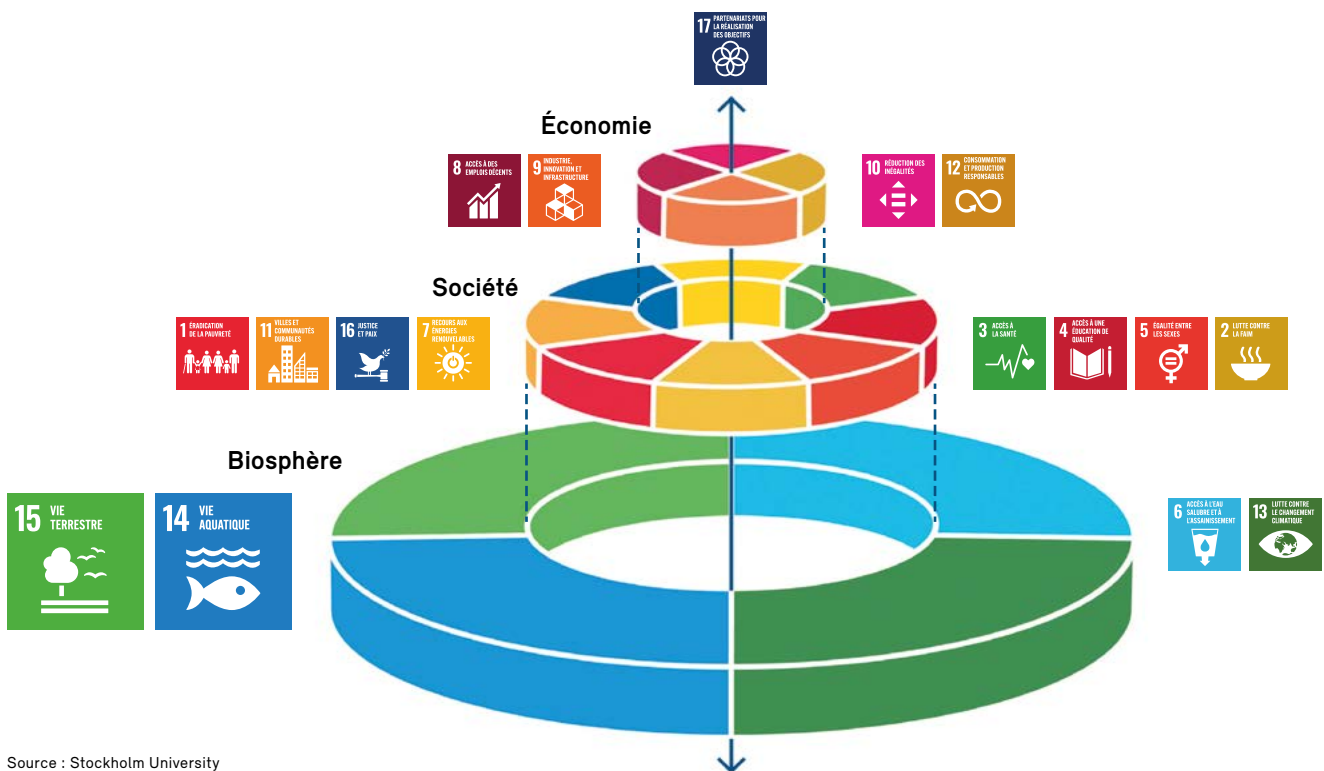 17 PARTENARIATS POUR
LA RÉALISATION
DES OBJECTIFS
Économie
8 ACCÈS À DES
EMPLOIS DÉCENTS
9 INDUSTRIE,
INNOVATION ET
INFRASTRUCTURE
10 RÉDUCTION DES
INÉGALITÉS
12 CONSOMMATION
ET PRODUCTION
RESPONSABLES
Société
1 ÉRADICATION
DE LA PAUVRETÉ
11 VILLES ET
COMMUNAUTÉS
DURABLES
16 JUSTICE
ET PAIX
7 RECOURS AUX
ÉNERGIES
RENOUVELABLES
3 ACCÈS À
LA SANTÉ
4 ACCÈS À UNE
ÉDUCATION DE
QUALITÉ
5 ÉGALITÉ ENTRE
LES SEXES
2 LUTTE CONTRE
LA FAIM
Biosphère
15 VIE
TERRESTRE
14 VIE
AQUATIQUE
6 ACCÈS À L'EAU
SALUBRE ET À
L'ASSAINISSEMENT
13 LUTTE CONTRE
LE CHANGEMENT
CLIMATIQUE
Source : Stockholm University